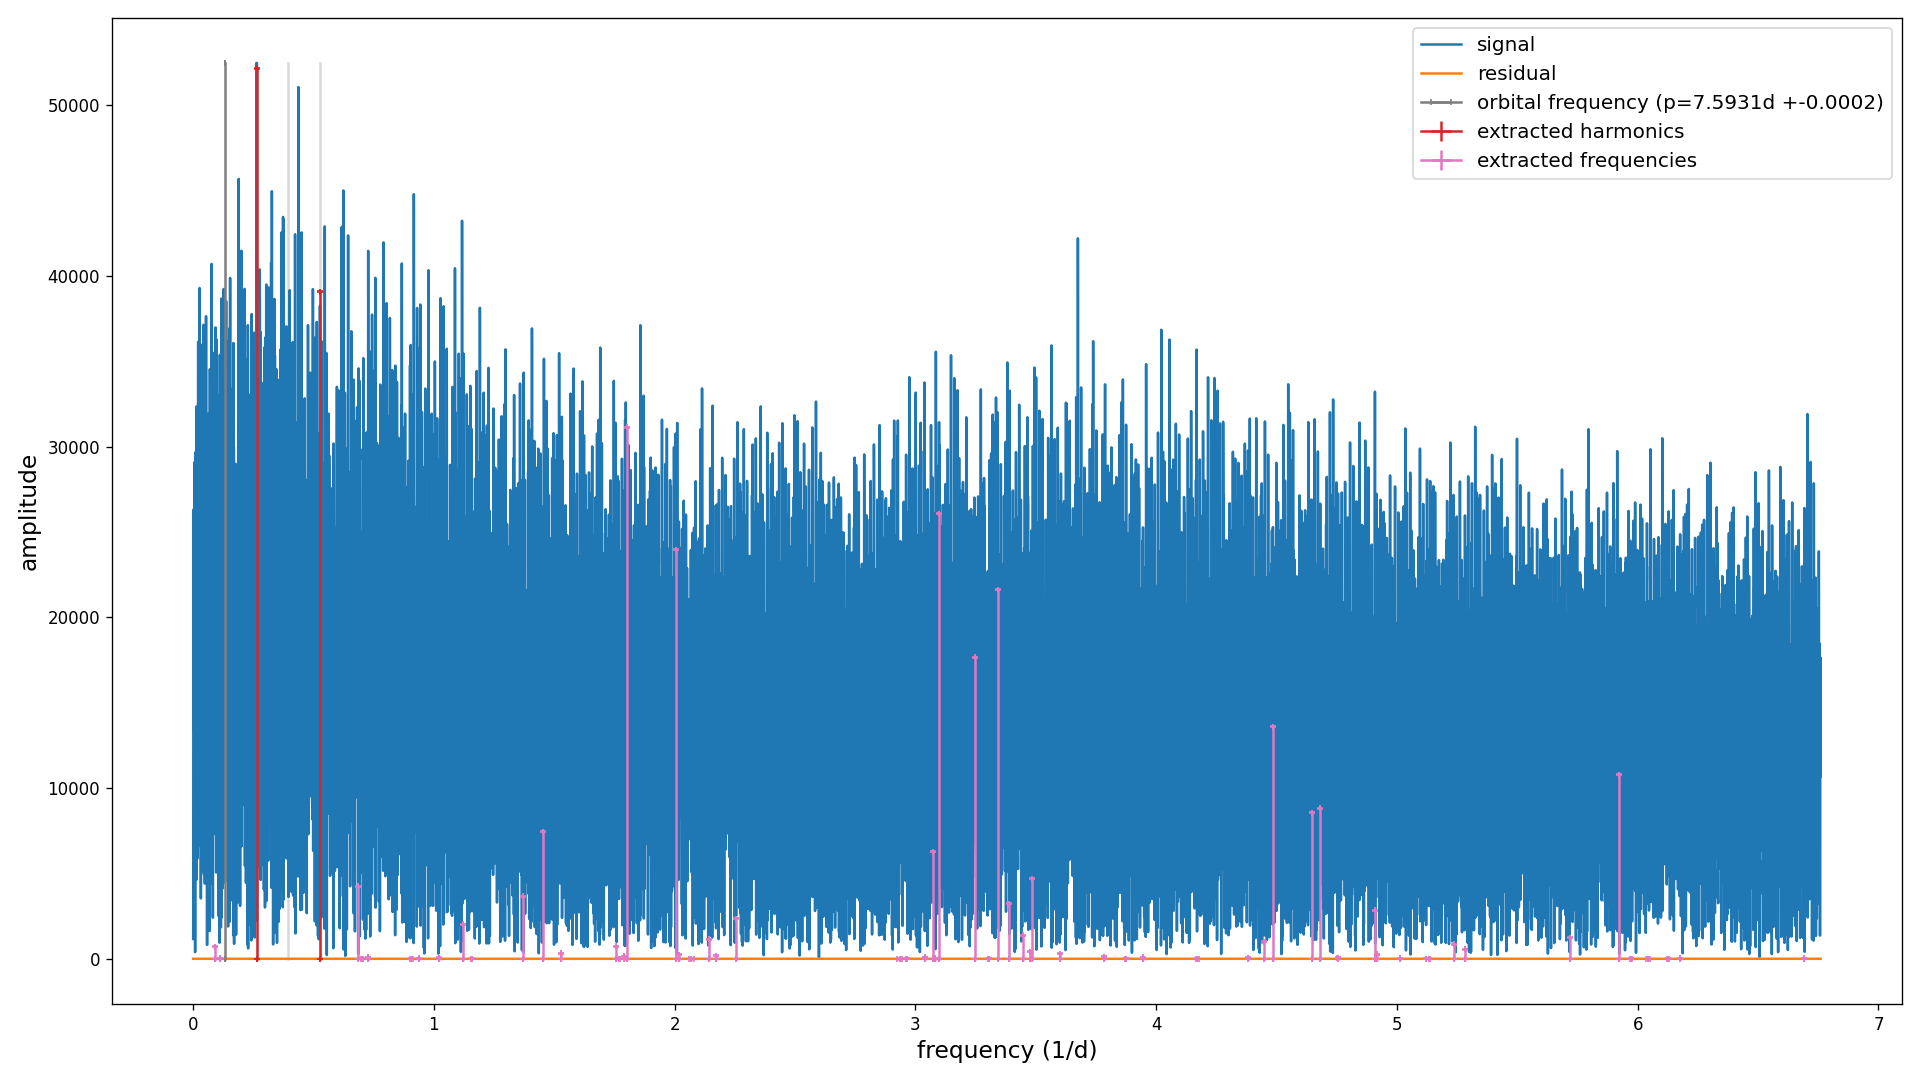 signal
residual
orbital frequency (p=7.5931d +-0.0002)
extracted harmonics
extracted frequencies
amplitude
50000
40000
30000
20000
10000
0
0 1 2 3 4 5 6 7
frequency (1/d)